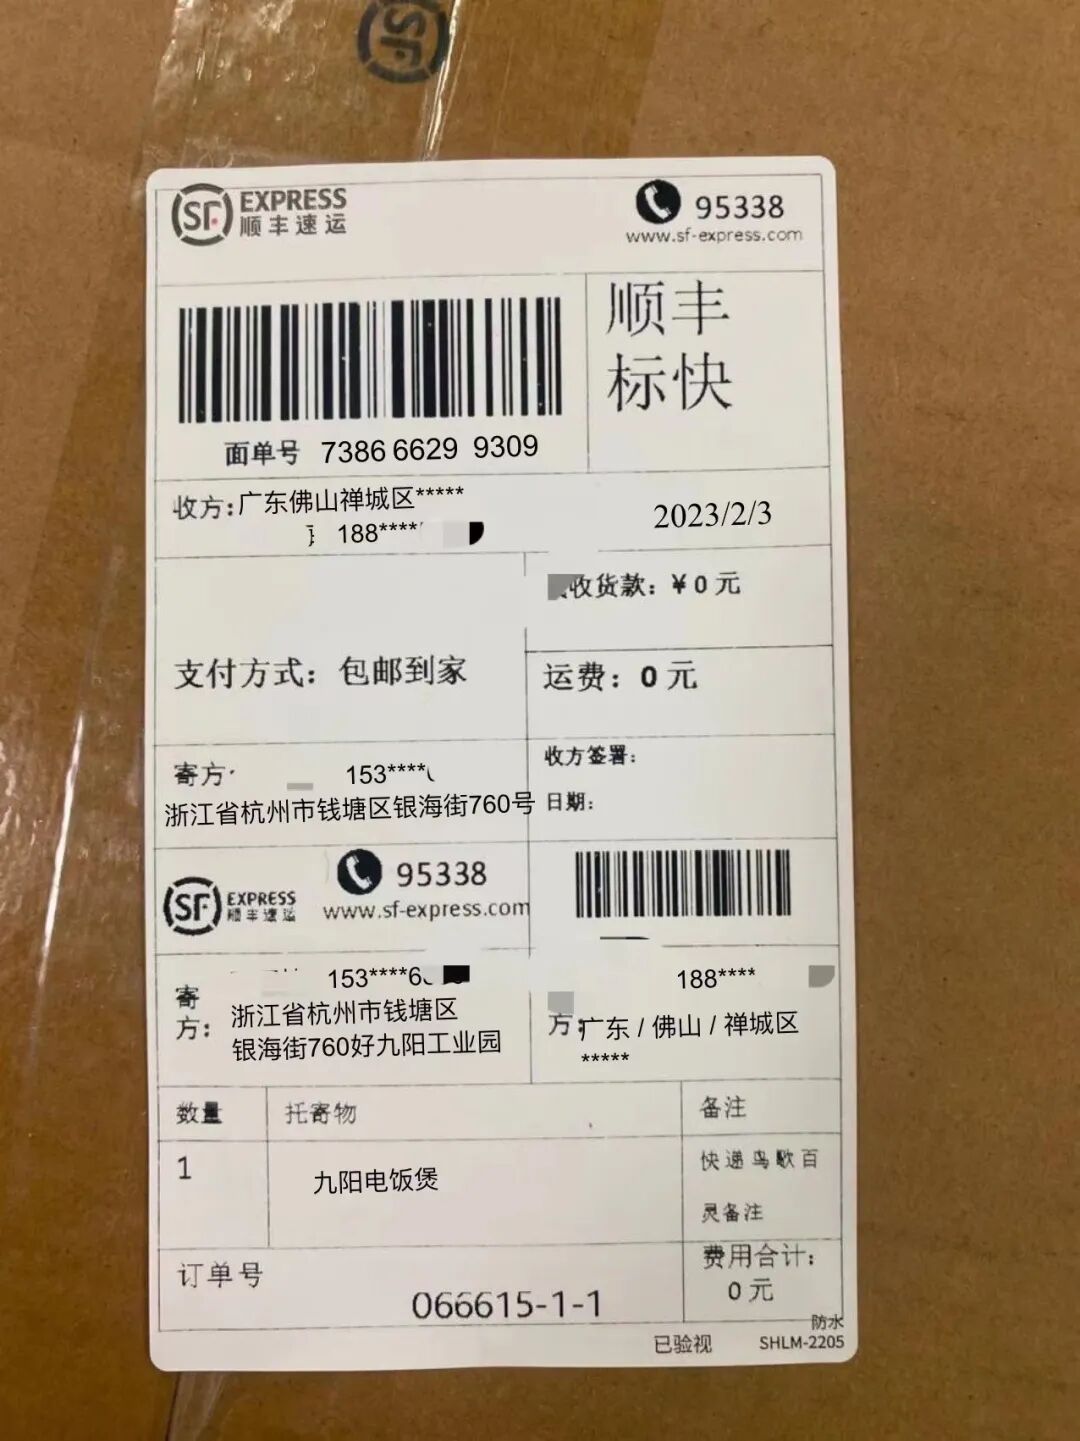 SF
SF EXPRESS
顺丰速运
95338
www.sf-express.com
顺丰
标快
面单号 7386 6629 9309
收方:广东佛山禅城区*****
188****
2023/2/3
收货款：¥0元
支付方式：包邮到家
运费：0元
寄方
153****
浙江省杭州市钱塘区银海街760号
收方签署：
日期：
SF EXPRESS
顺丰速运
95338
www.sf-express.com
寄方：
153****6
浙江省杭州市钱塘区
银海街760好九阳工业园
188****
方：广东 / 佛山 / 禅城区
*****
数量
托寄物
备注
1
九阳电饭煲
快递鸟歌百
灵备注
订单号
066615-1-1
费用合计：
0元
防水
已验视
SHLM-2205